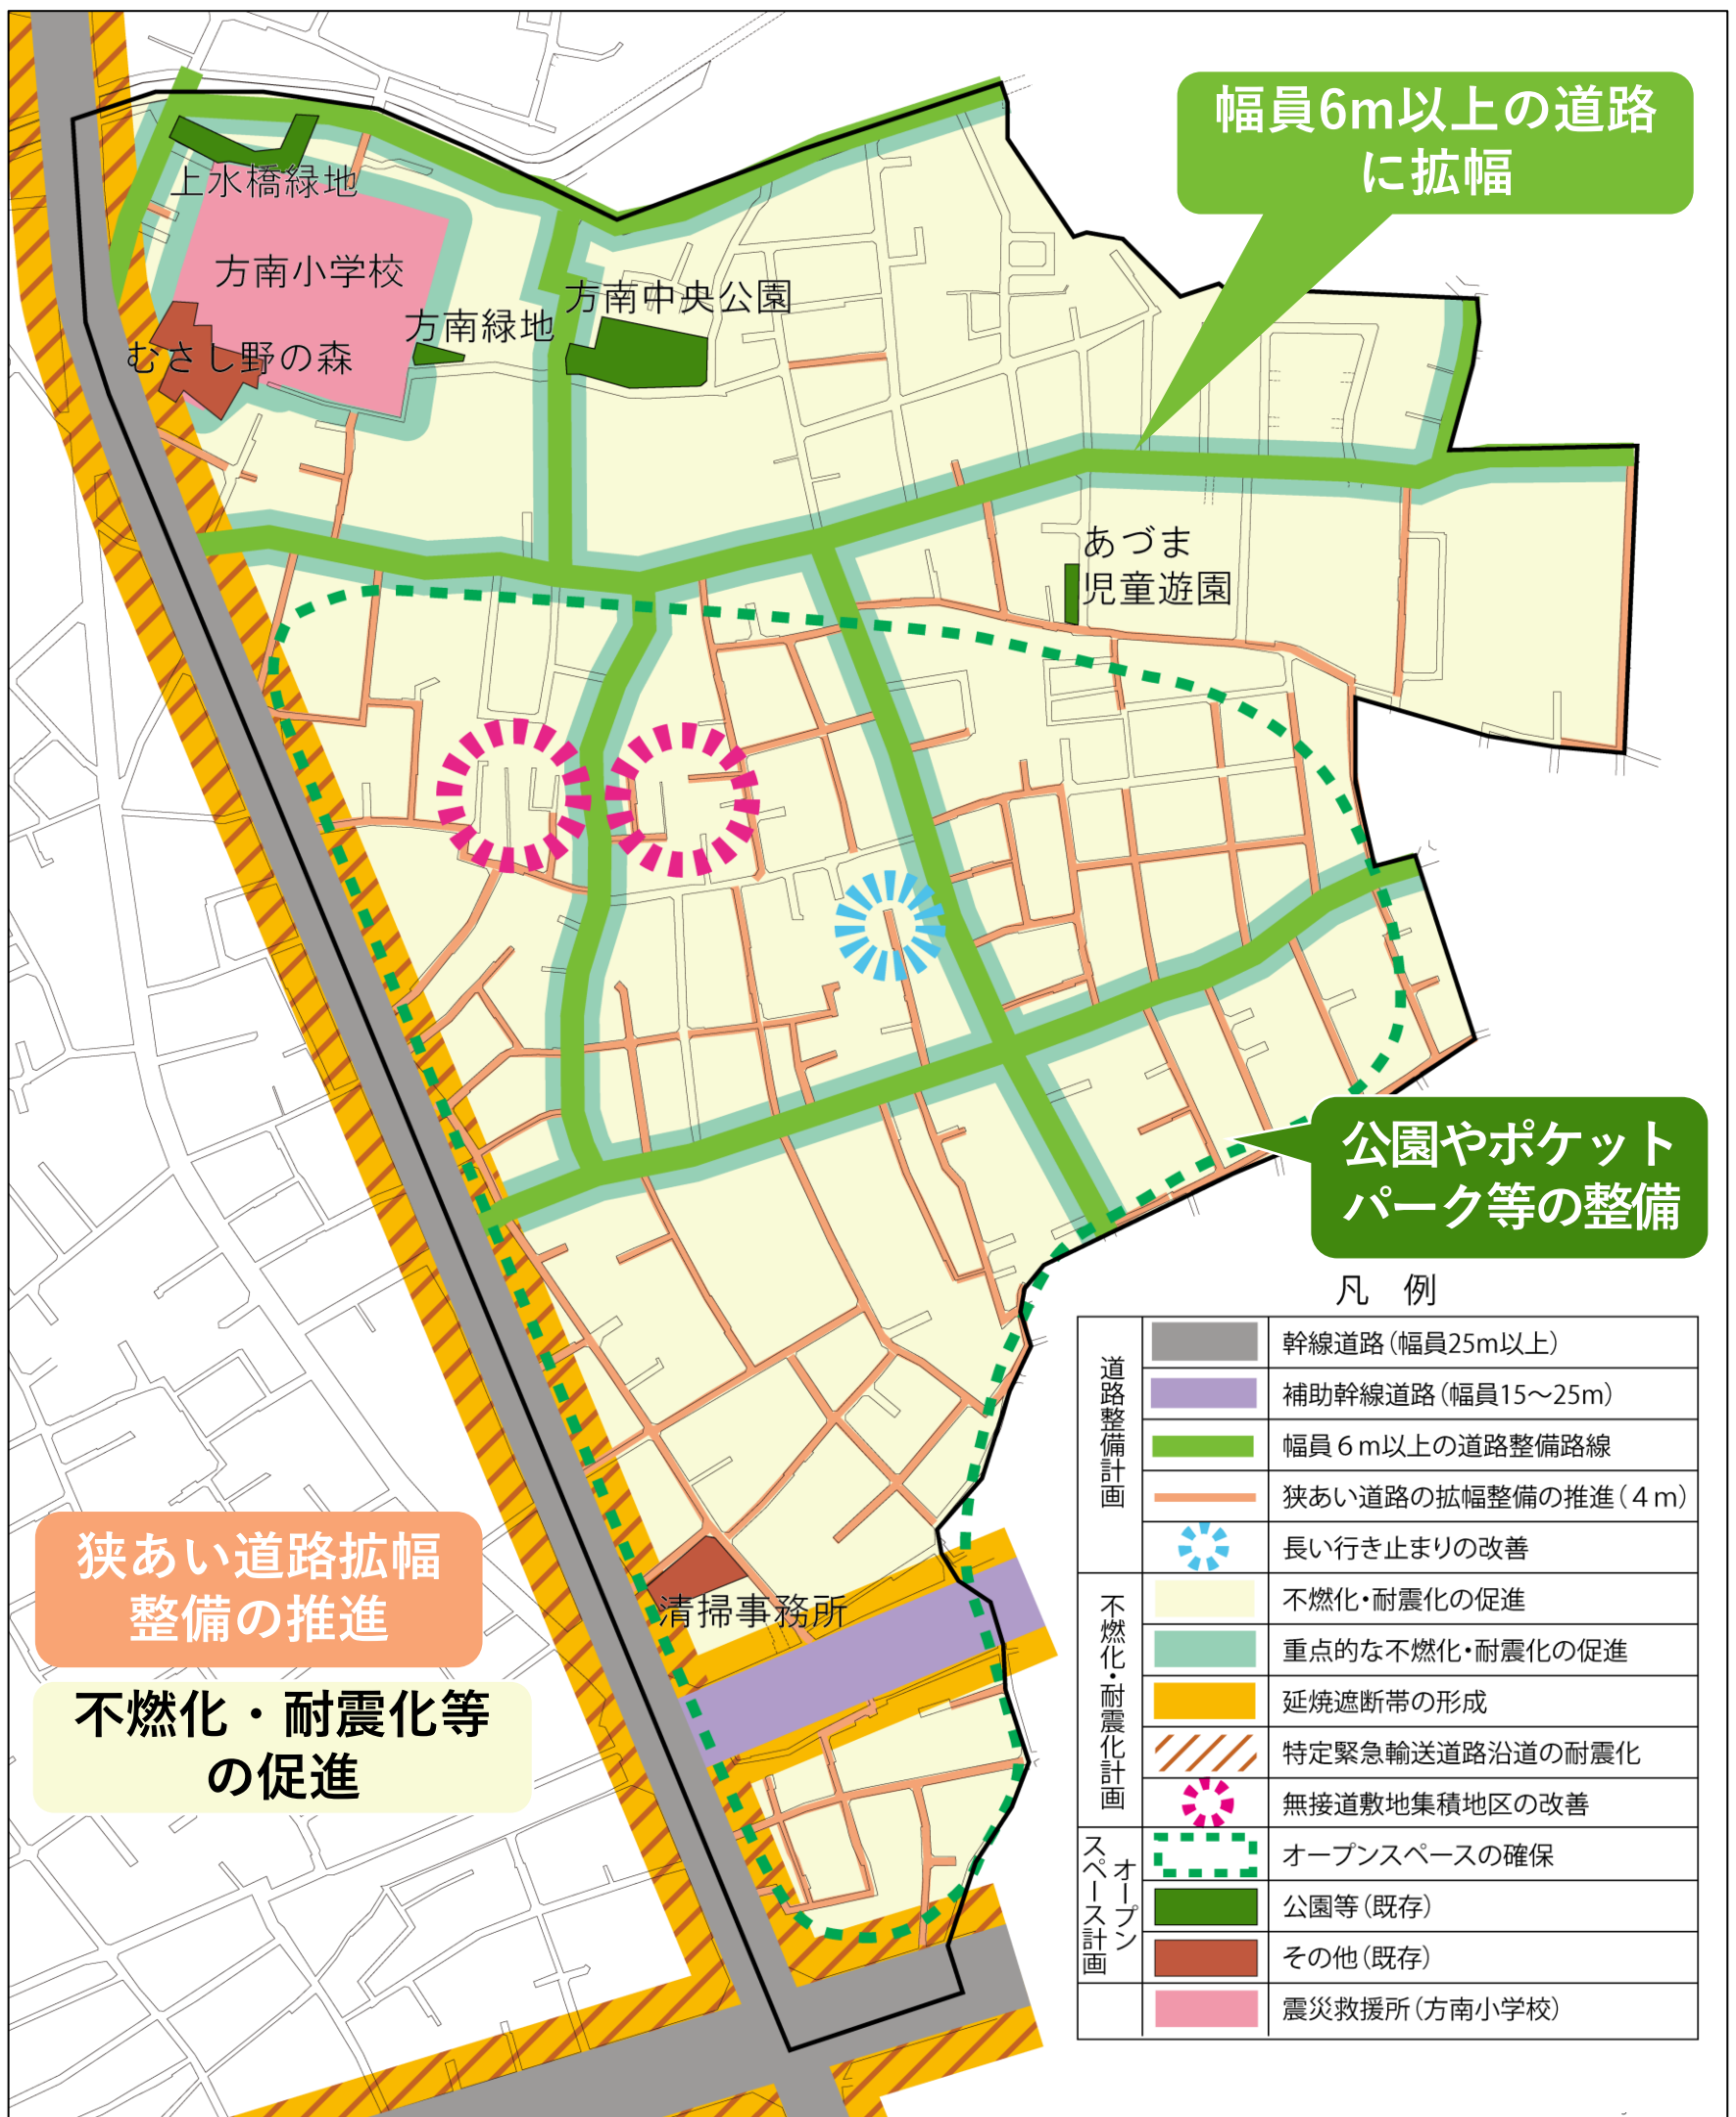 幅員6m以上の道路
に拡幅
上水橋緑地
方南小学校
方南緑地
方南中央公園
むさし野の森
あづま
児童遊園
公園やポケット
パーク等の整備
清掃事務所
狭あい道路拡幅
整備の推進
不燃化・耐震化等
の促進
凡　例
道路整備計画
幹線道路（幅員25m以上）
補助幹線道路（幅員15～25m）
幅員６ｍ以上の道路整備路線
狭あい道路の拡幅整備の推進（４ｍ）
長い行き止まりの改善
不燃化・耐震化計画
不燃化・耐震化の促進
重点的な不燃化・耐震化の促進
延焼遮断帯の形成
特定緊急輸送道路沿道の耐震化
無接道敷地集積地区の改善
オープン
スペース計画
オープンスペースの確保
公園等（既存）
その他（既存）
震災救援所（方南小学校）